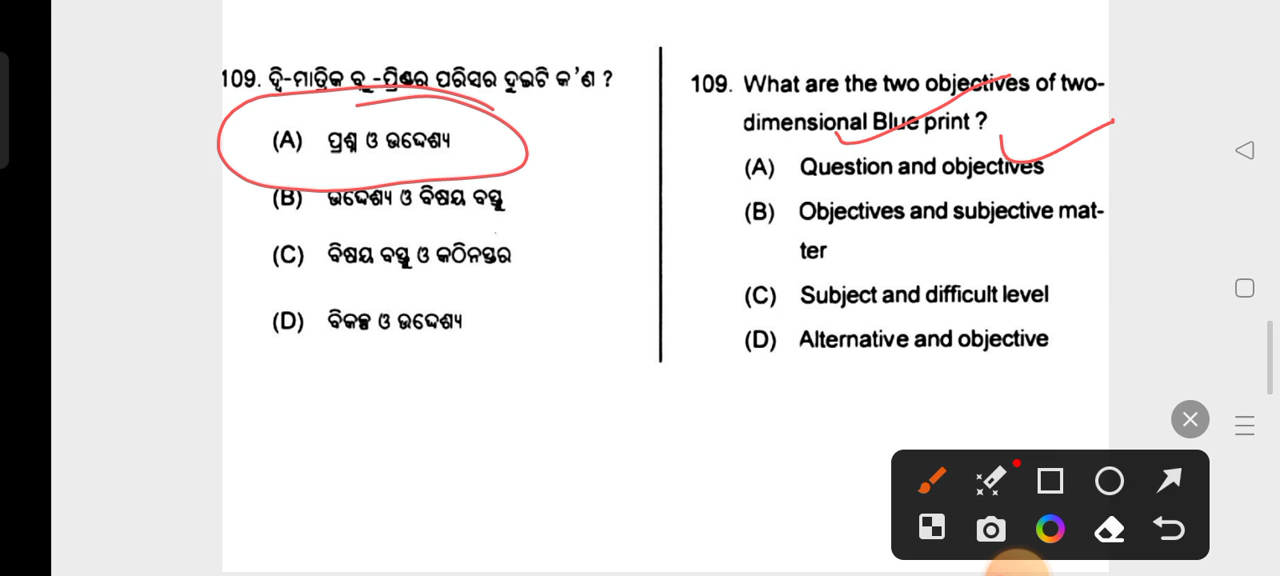 109. ଦ୍ୱି-ମାତ୍ରିକ ବ୍ଲୁ-ପ୍ରିଣ୍ଟର ପରିସର ଦୁଇଟି କ'ଣ ?
(A) ପ୍ରଶ୍ନ ଓ ଉଦ୍ଦେଶ୍ୟ
(B) ଉଦ୍ଦେଶ୍ୟ ଓ ବିଷୟ ବସ୍ତୁ
(C) ବିଷୟ ବସ୍ତୁ ଓ କଠିନସ୍ତର
(D) ବିକଳ୍ପ ଓ ଉଦ୍ଦେଶ୍ୟ
109. What are the two objectives of two-
dimensional Blue print ?
(A) Question and objectives
(B) Objectives and subjective mat-
ter
(C) Subject and difficult level
(D) Alternative and objective